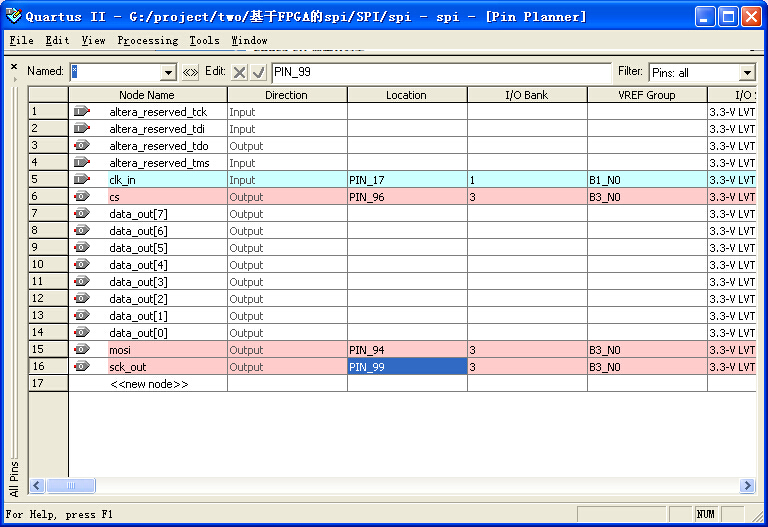 Quartus II - G:/project/two/基于FPGA的spi/SPI/spi - spi - [Pin Planner]
File Edit View Processing Tools Window
Named: * <<>> Edit: PIN_99 Filter: Pins: all
Node Name Direction Location I/O Bank VREF Group I/O S
1 altera_reserved_tck Input 3.3-V LVT
2 altera_reserved_tdi Input 3.3-V LVT
3 altera_reserved_tdo Output 3.3-V LVT
4 altera_reserved_tms Input 3.3-V LVT
5 clk_in Input PIN_17 1 B1_N0 3.3-V LVT
6 cs Output PIN_96 3 B3_N0 3.3-V LVT
7 data_out[7] Output 3.3-V LVT
8 data_out[6] Output 3.3-V LVT
9 data_out[5] Output 3.3-V LVT
10 data_out[4] Output 3.3-V LVT
11 data_out[3] Output 3.3-V LVT
12 data_out[2] Output 3.3-V LVT
13 data_out[1] Output 3.3-V LVT
14 data_out[0] Output 3.3-V LVT
15 mosi Output PIN_94 3 B3_N0 3.3-V LVT
16 sck_out Output PIN_99 3 B3_N0 3.3-V LVT
17 <<new node>>
All Pins
For Help, press F1 NUM